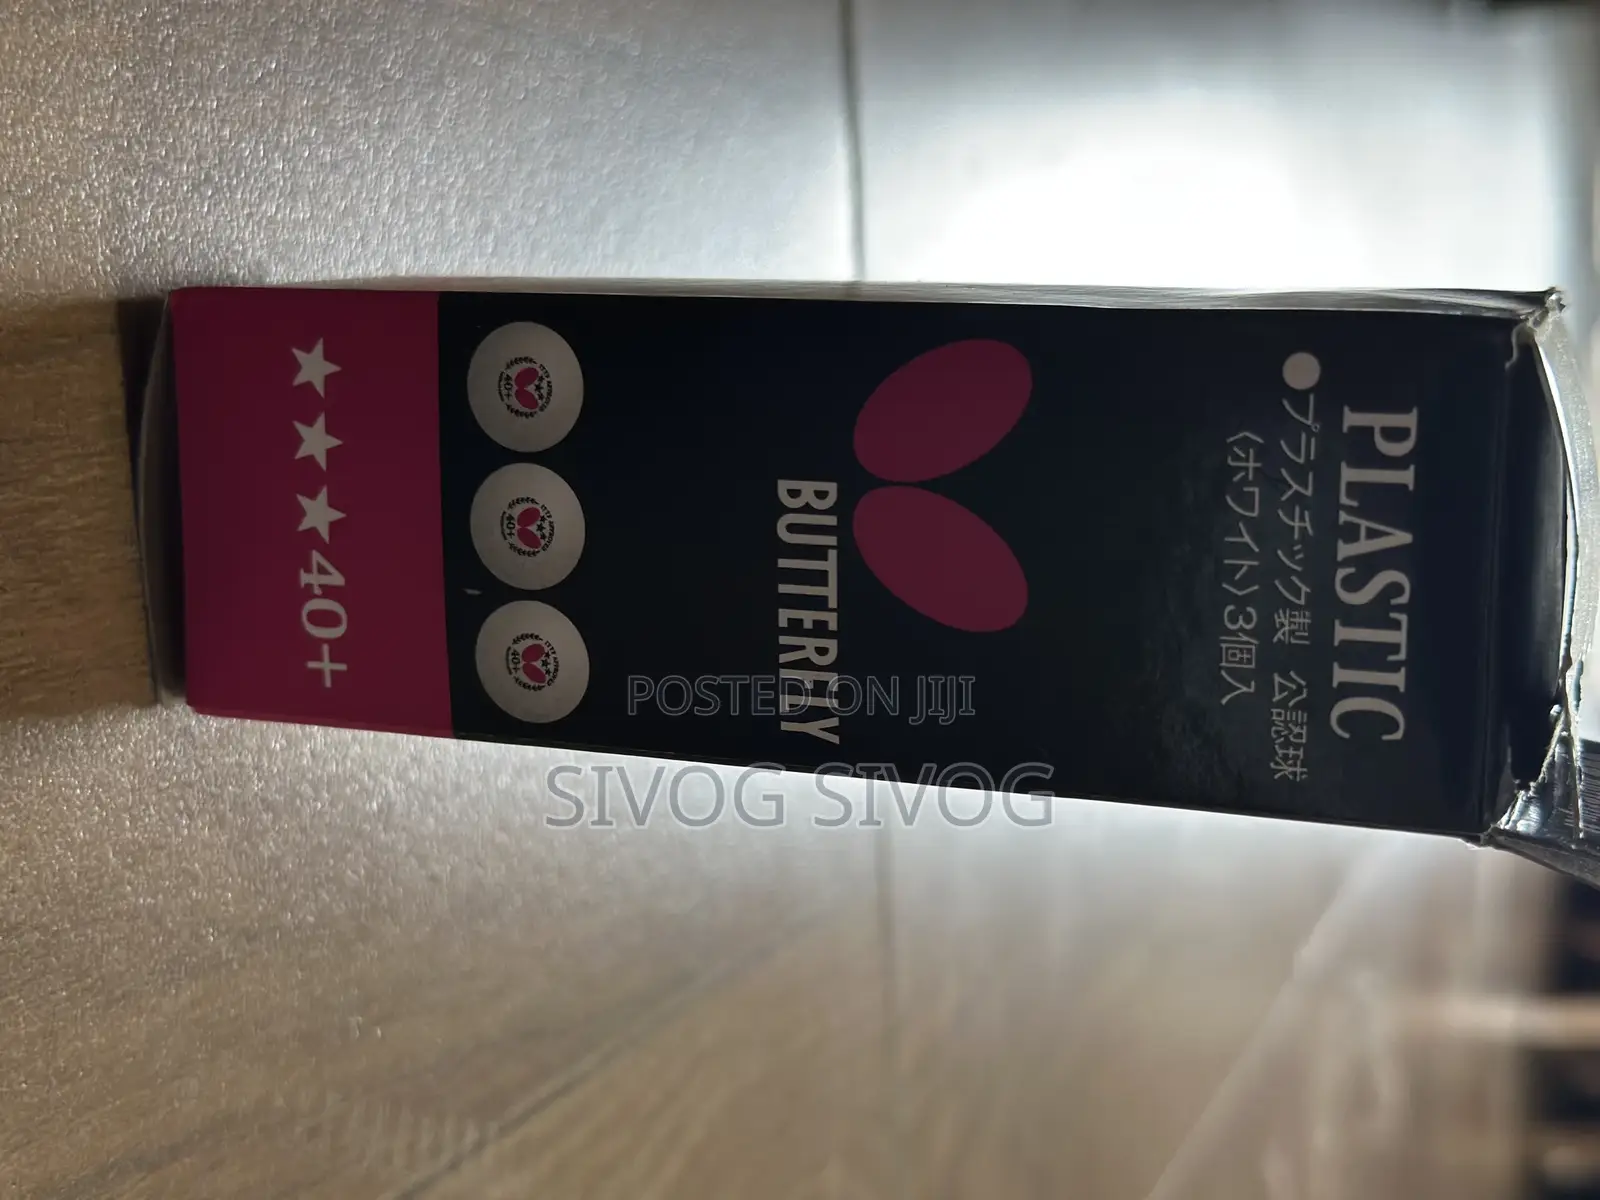 PLASTIC
●プラスチック製 公認球
〈ホワイト〉3個入
BUTTERFLY
★★★40+
POSTED ON JIJI
SIVOG SIVOG